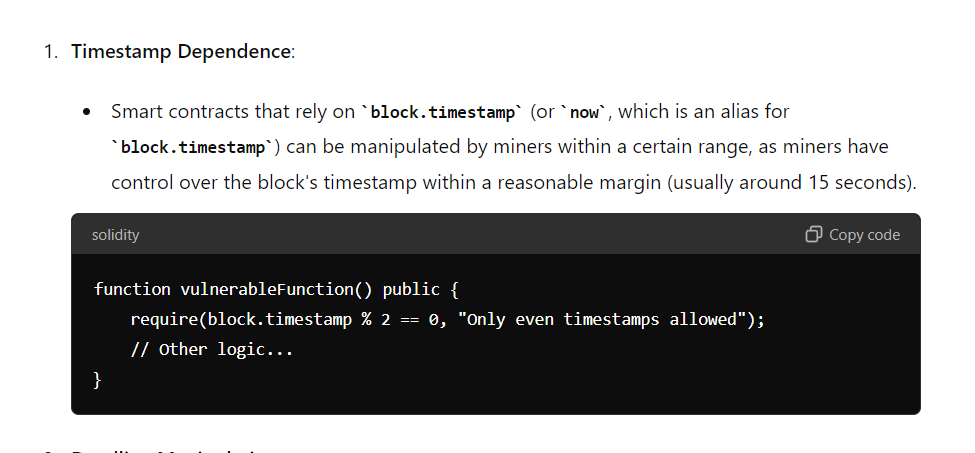 1. Timestamp Dependence:
• Smart contracts that rely on `block.timestamp` (or `now`, which is an alias for
`block.timestamp`) can be manipulated by miners within a certain range, as miners have
control over the block's timestamp within a reasonable margin (usually around 15 seconds).
solidity Copy code
function vulnerableFunction() public {
    require(block.timestamp % 2 == 0, "Only even timestamps allowed");
    // Other logic...
}